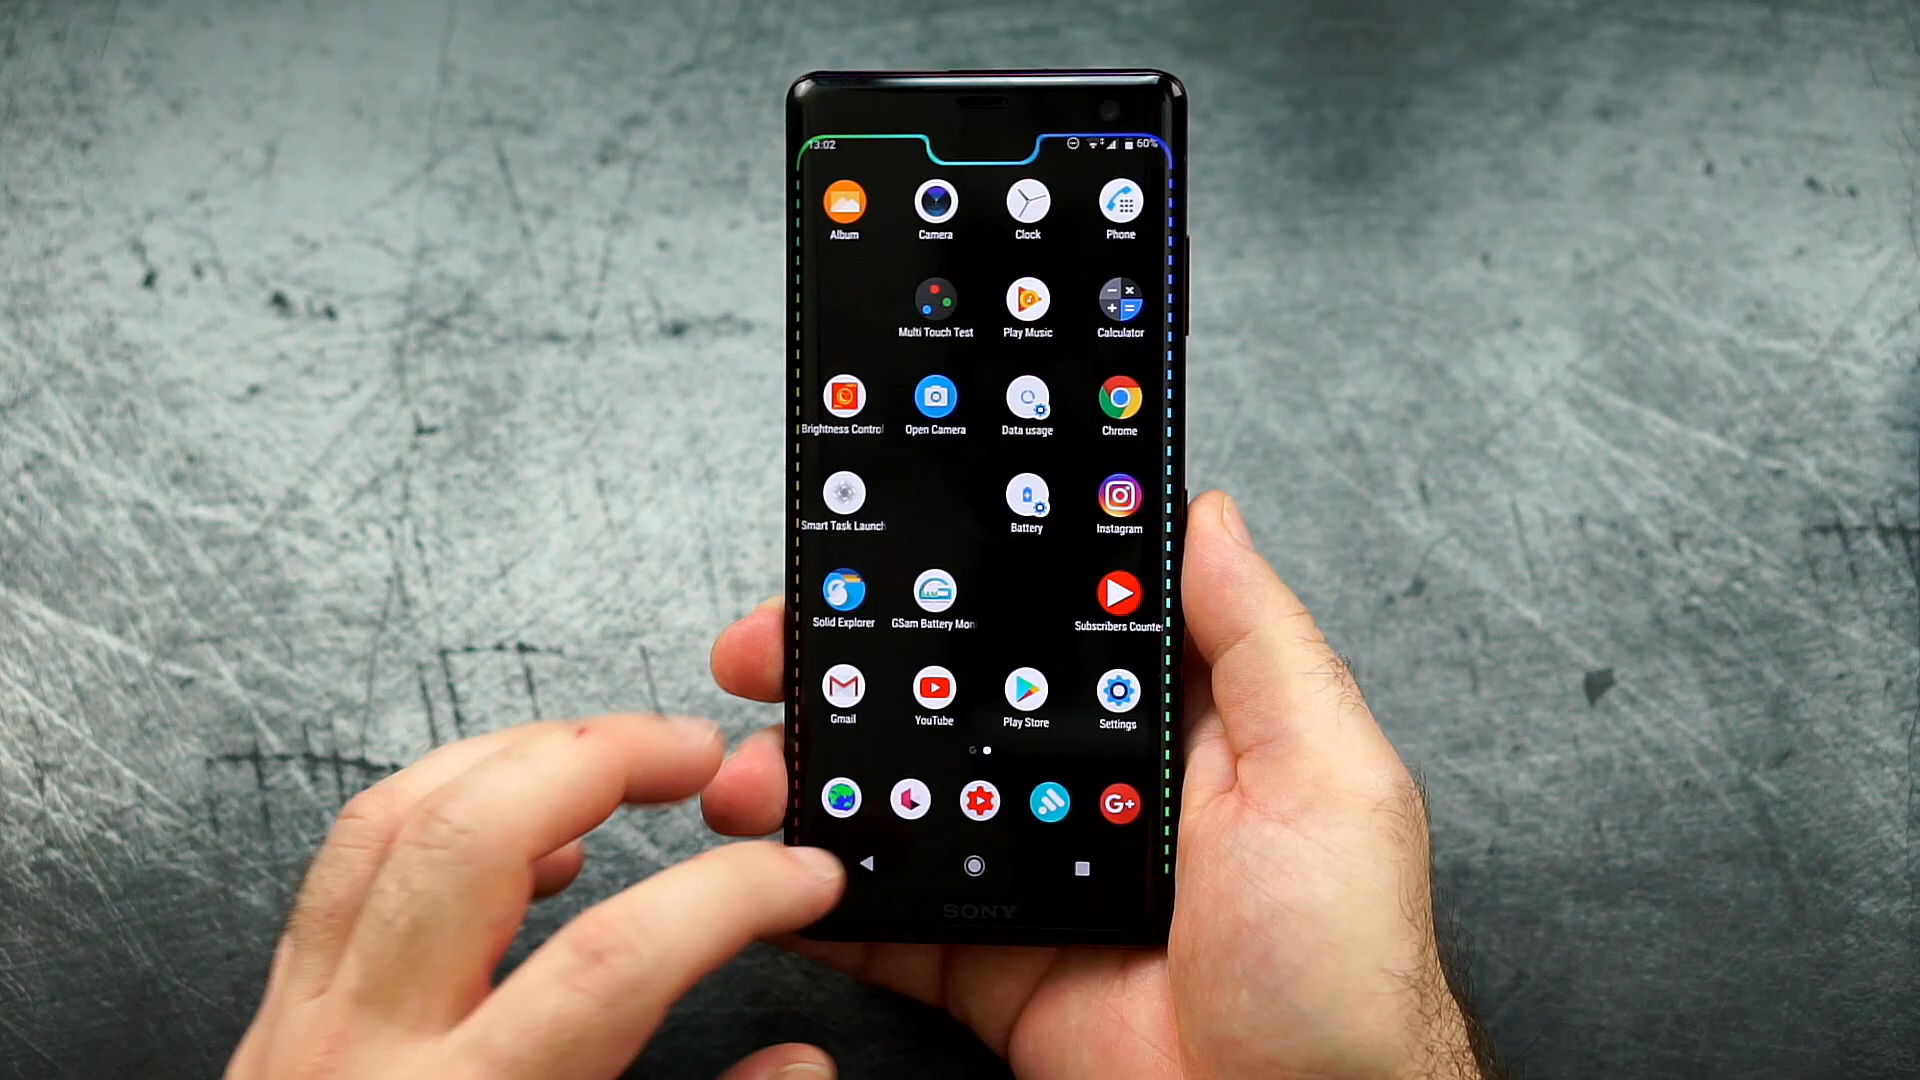 13:02 60%
Album Camera Clock Phone
Multi Touch Test Play Music Calculator
Brightness Control Open Camera Data usage Chrome
Smart Task Launch Battery Instagram
Solid Explorer GSam Battery Mon Subscribers Counter
Gmail YouTube Play Store Settings
G+
SONY